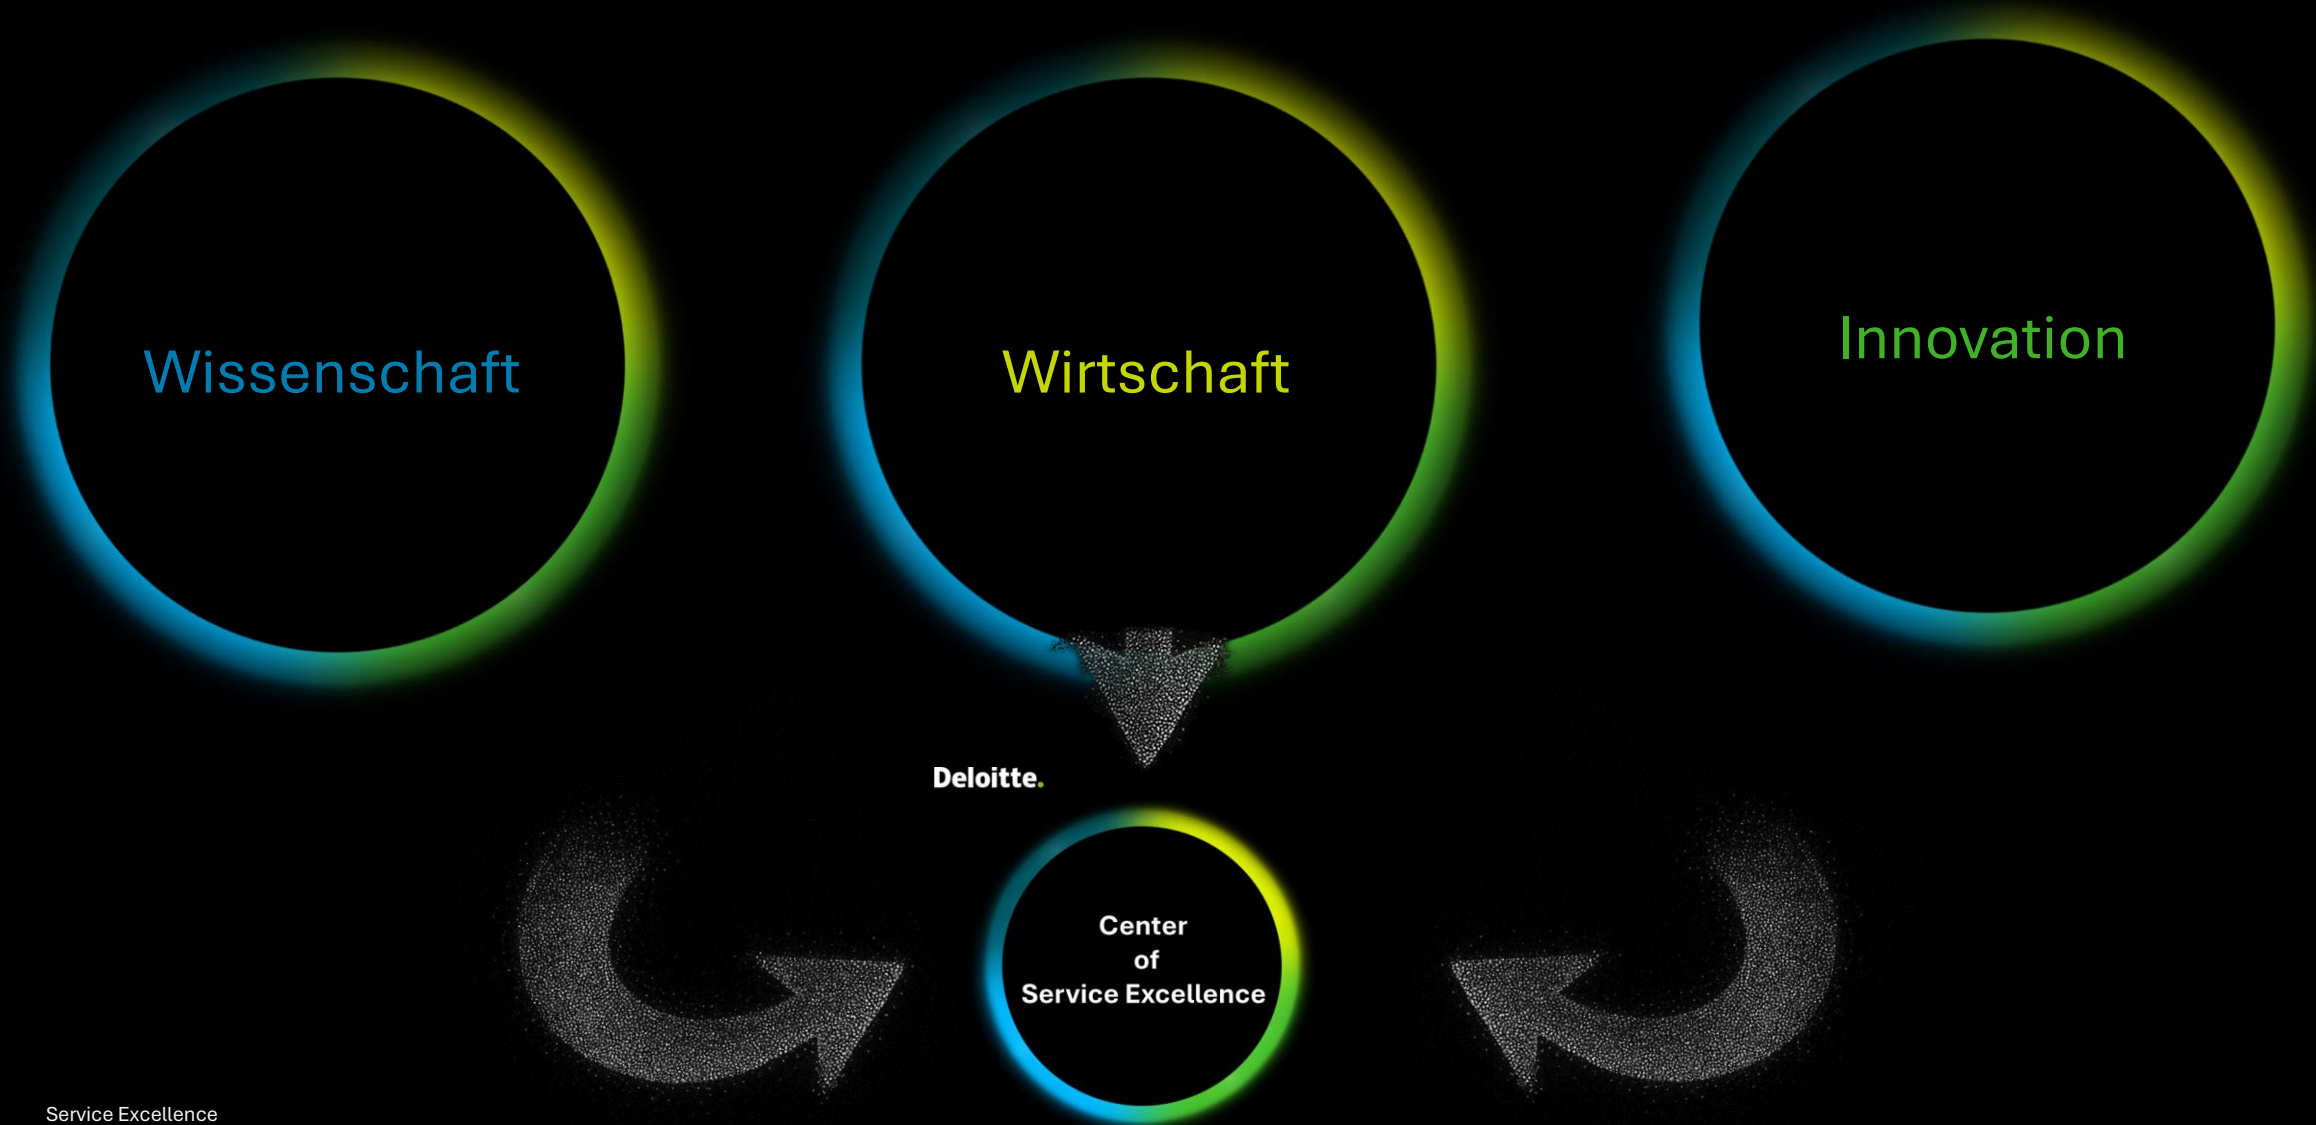 Wissenschaft
Wirtschaft
Innovation
Deloitte.
Center
of
Service Excellence
Service Excellence